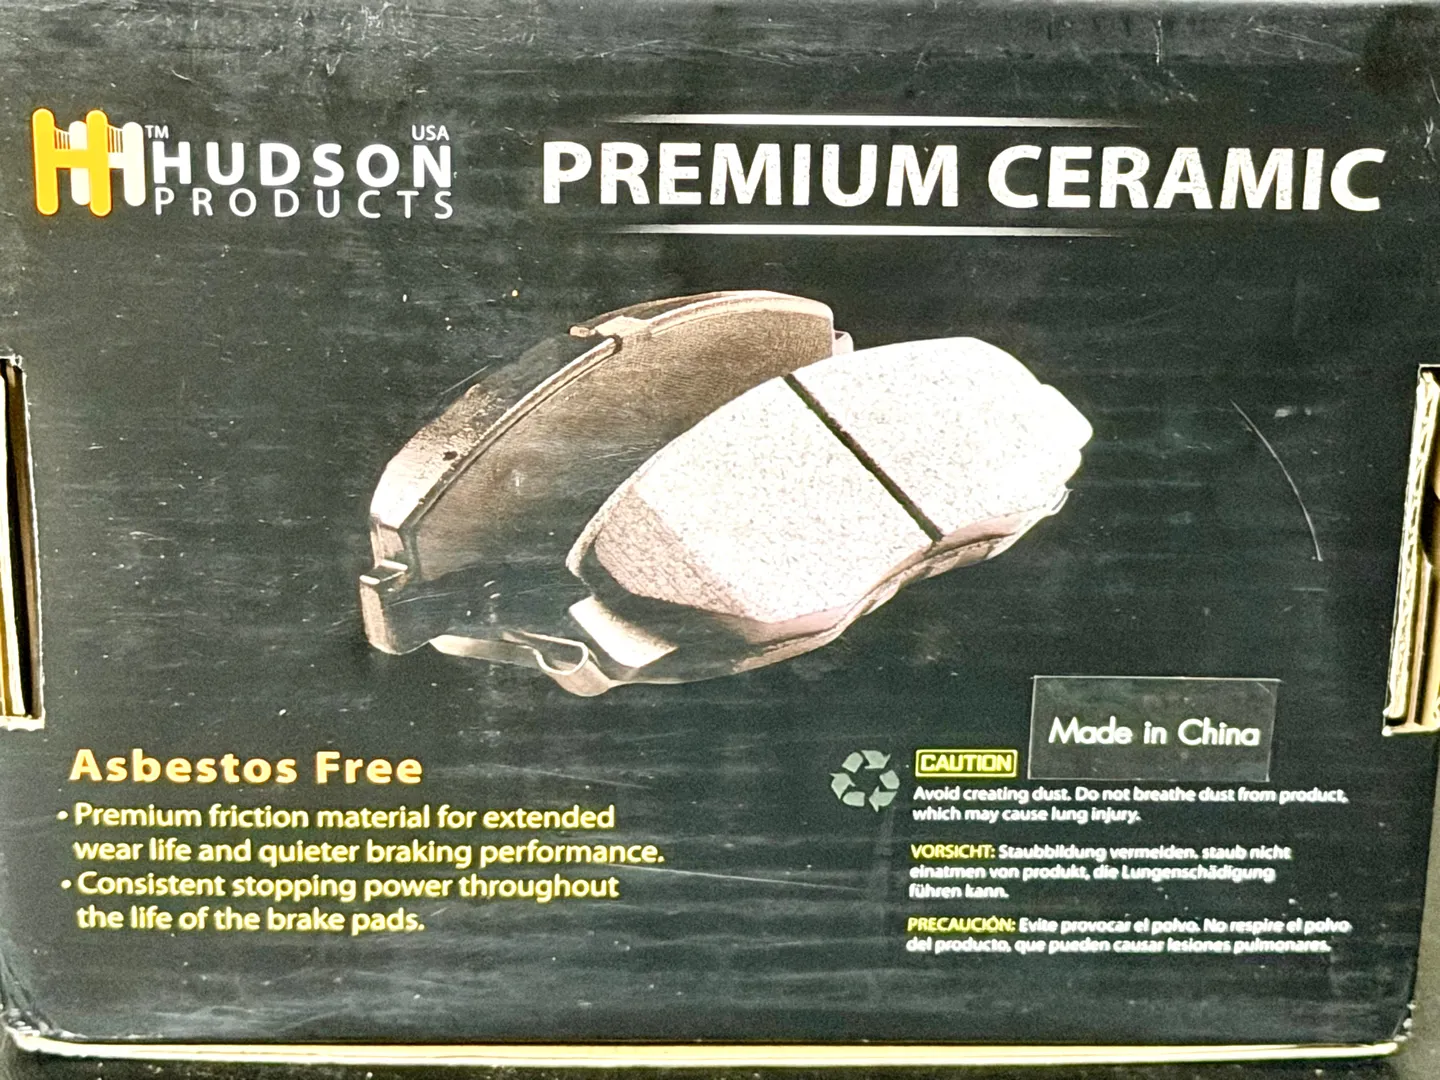 TM
USA
HUDSON
PRODUCTS
PREMIUM CERAMIC
Asbestos Free
• Premium friction material for extended
wear life and quieter braking performance.
• Consistent stopping power throughout
the life of the brake pads.
Made in China
CAUTION
Avoid creating dust. Do not breathe dust from product,
which may cause lung injury.
VORSICHT: Staubbildung vermeiden. staub nicht
einatmen von produkt, die Lungenschädigung
führen kann.
PRECAUCIÓN: Evite provocar el polvo. No respire el polvo
del producto, que pueden causar lesiones pulmonares.